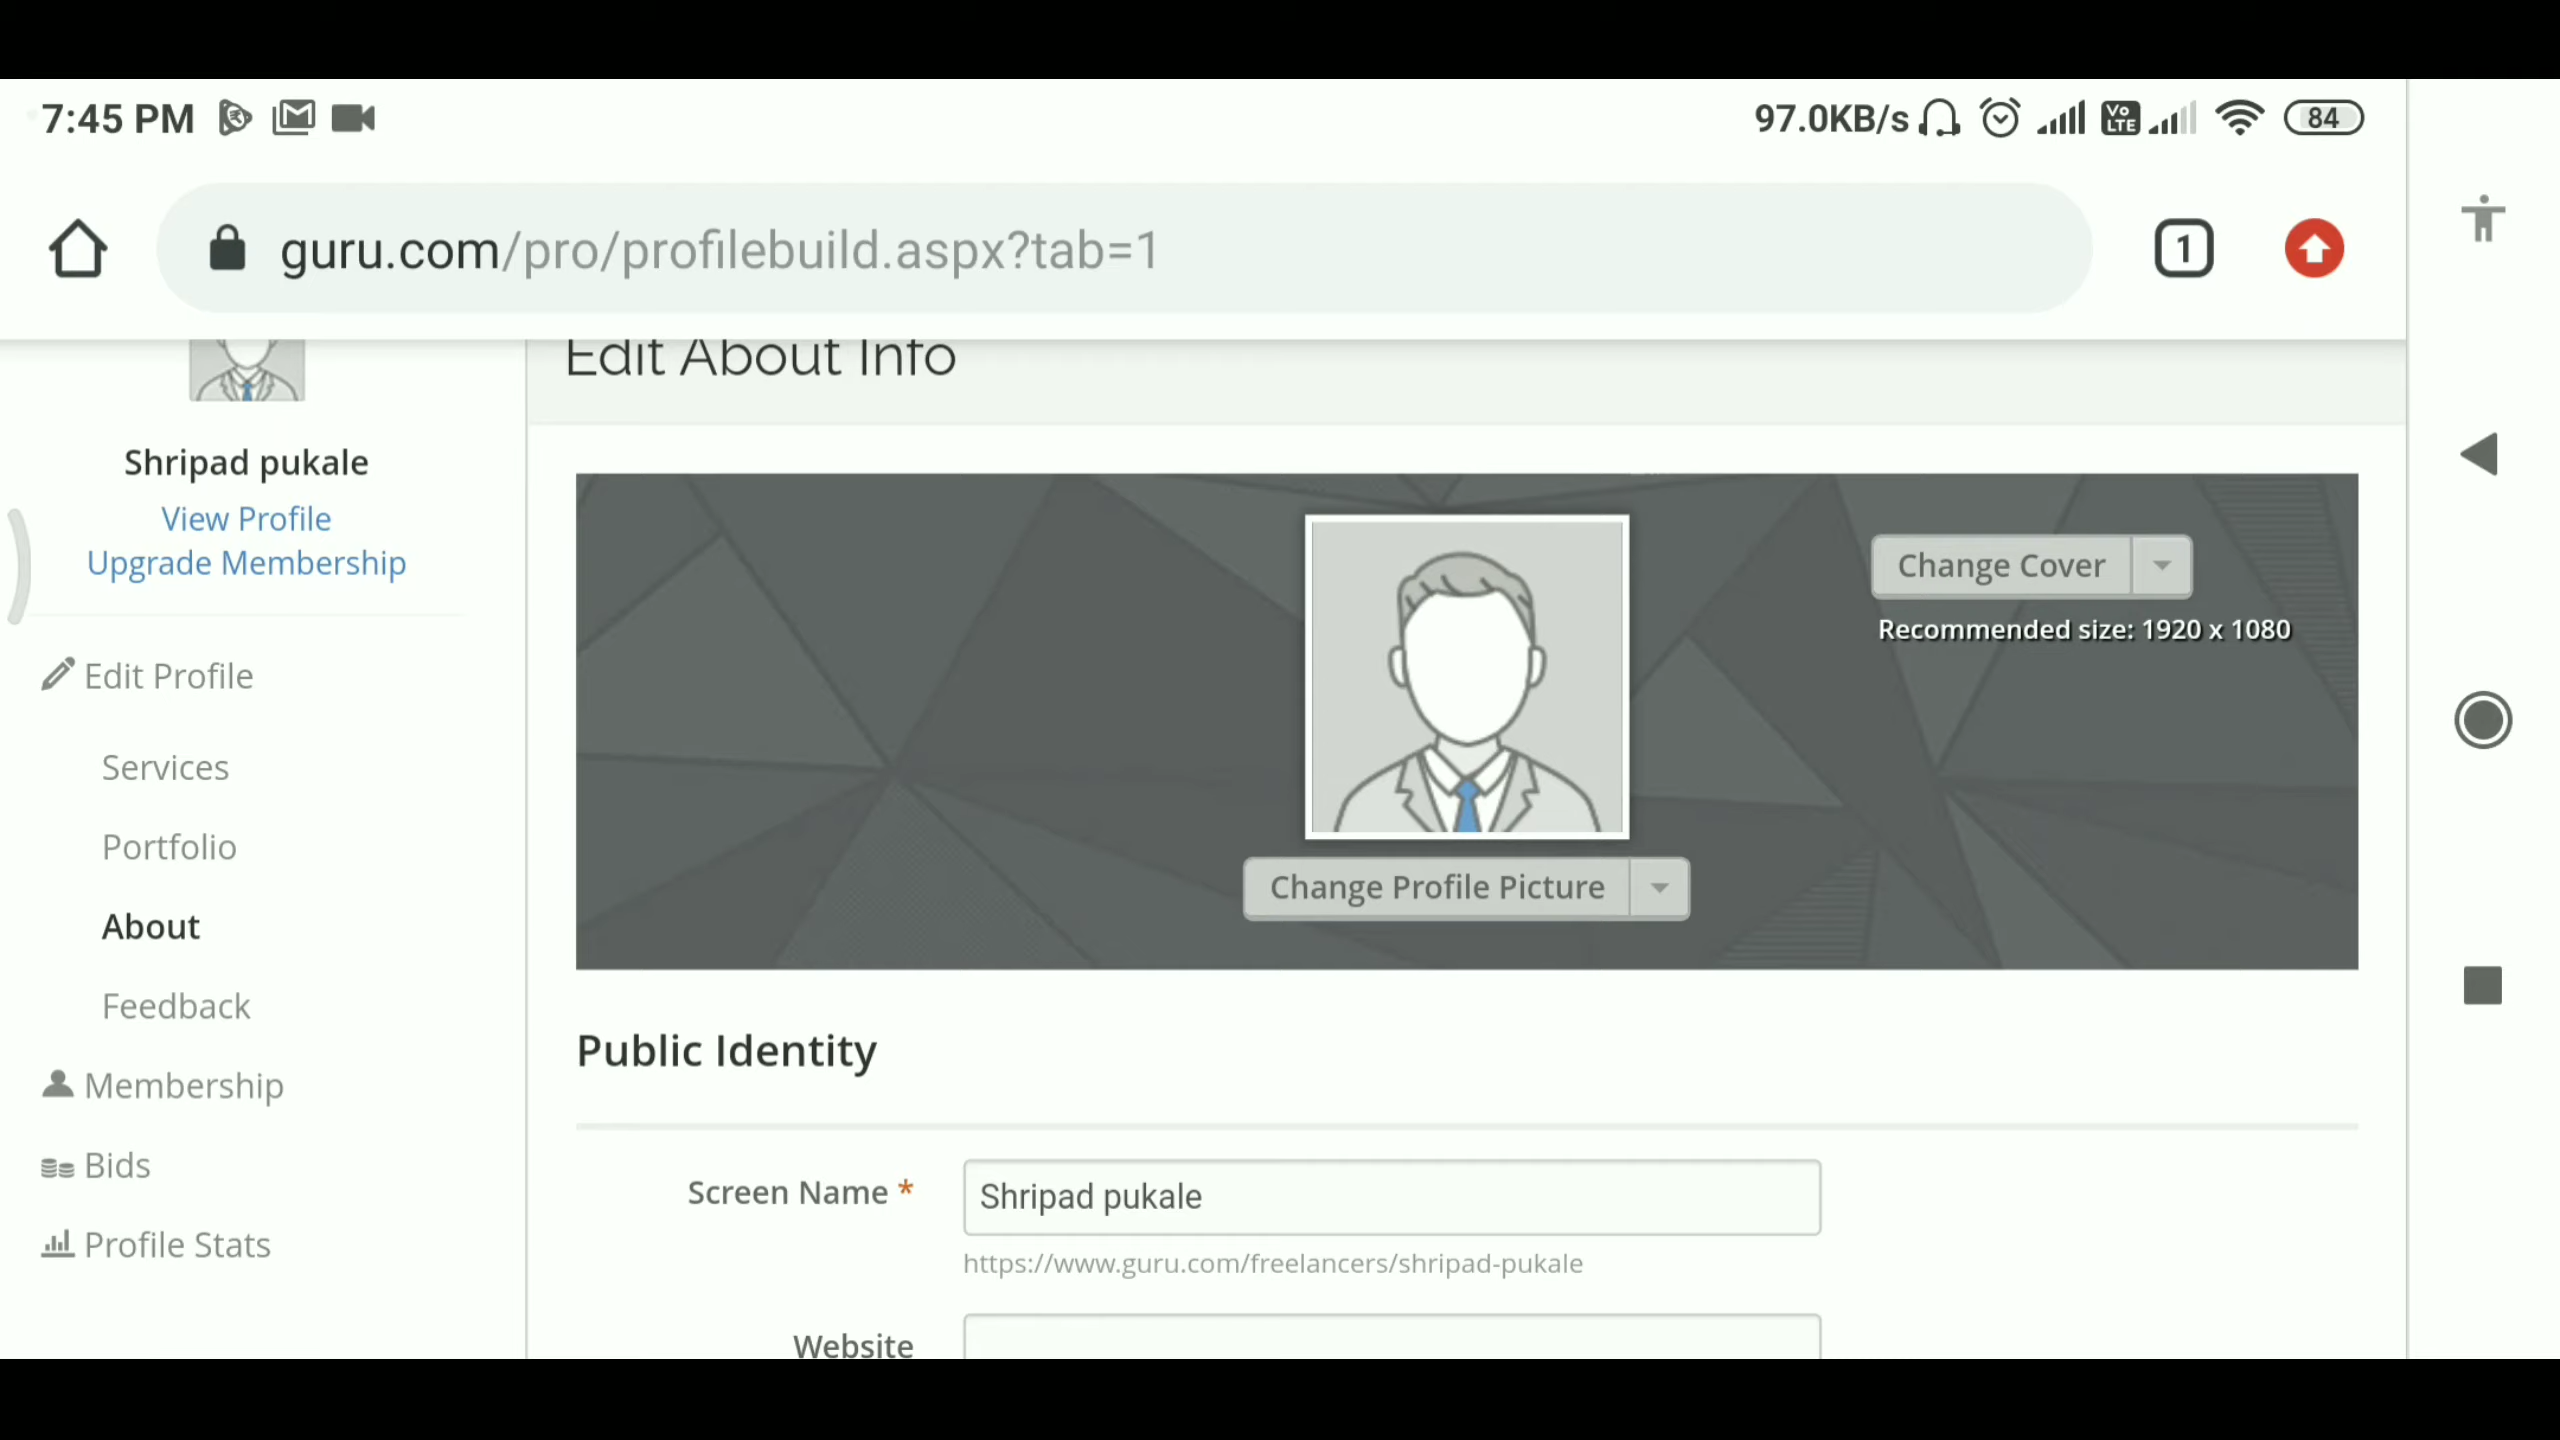 7:45 PM
97.0KB/s
Vo LTE
84
guru.com/pro/profilebuild.aspx?tab=1
1
Edit About Info
Shripad pukale
View Profile
Upgrade Membership
Edit Profile
Services
Portfolio
About
Feedback
Membership
Bids
Profile Stats
Change Cover
Recommended size: 1920 x 1080
Change Profile Picture
Public Identity
Screen Name *
Shripad pukale
https://www.guru.com/freelancers/shripad-pukale
Website